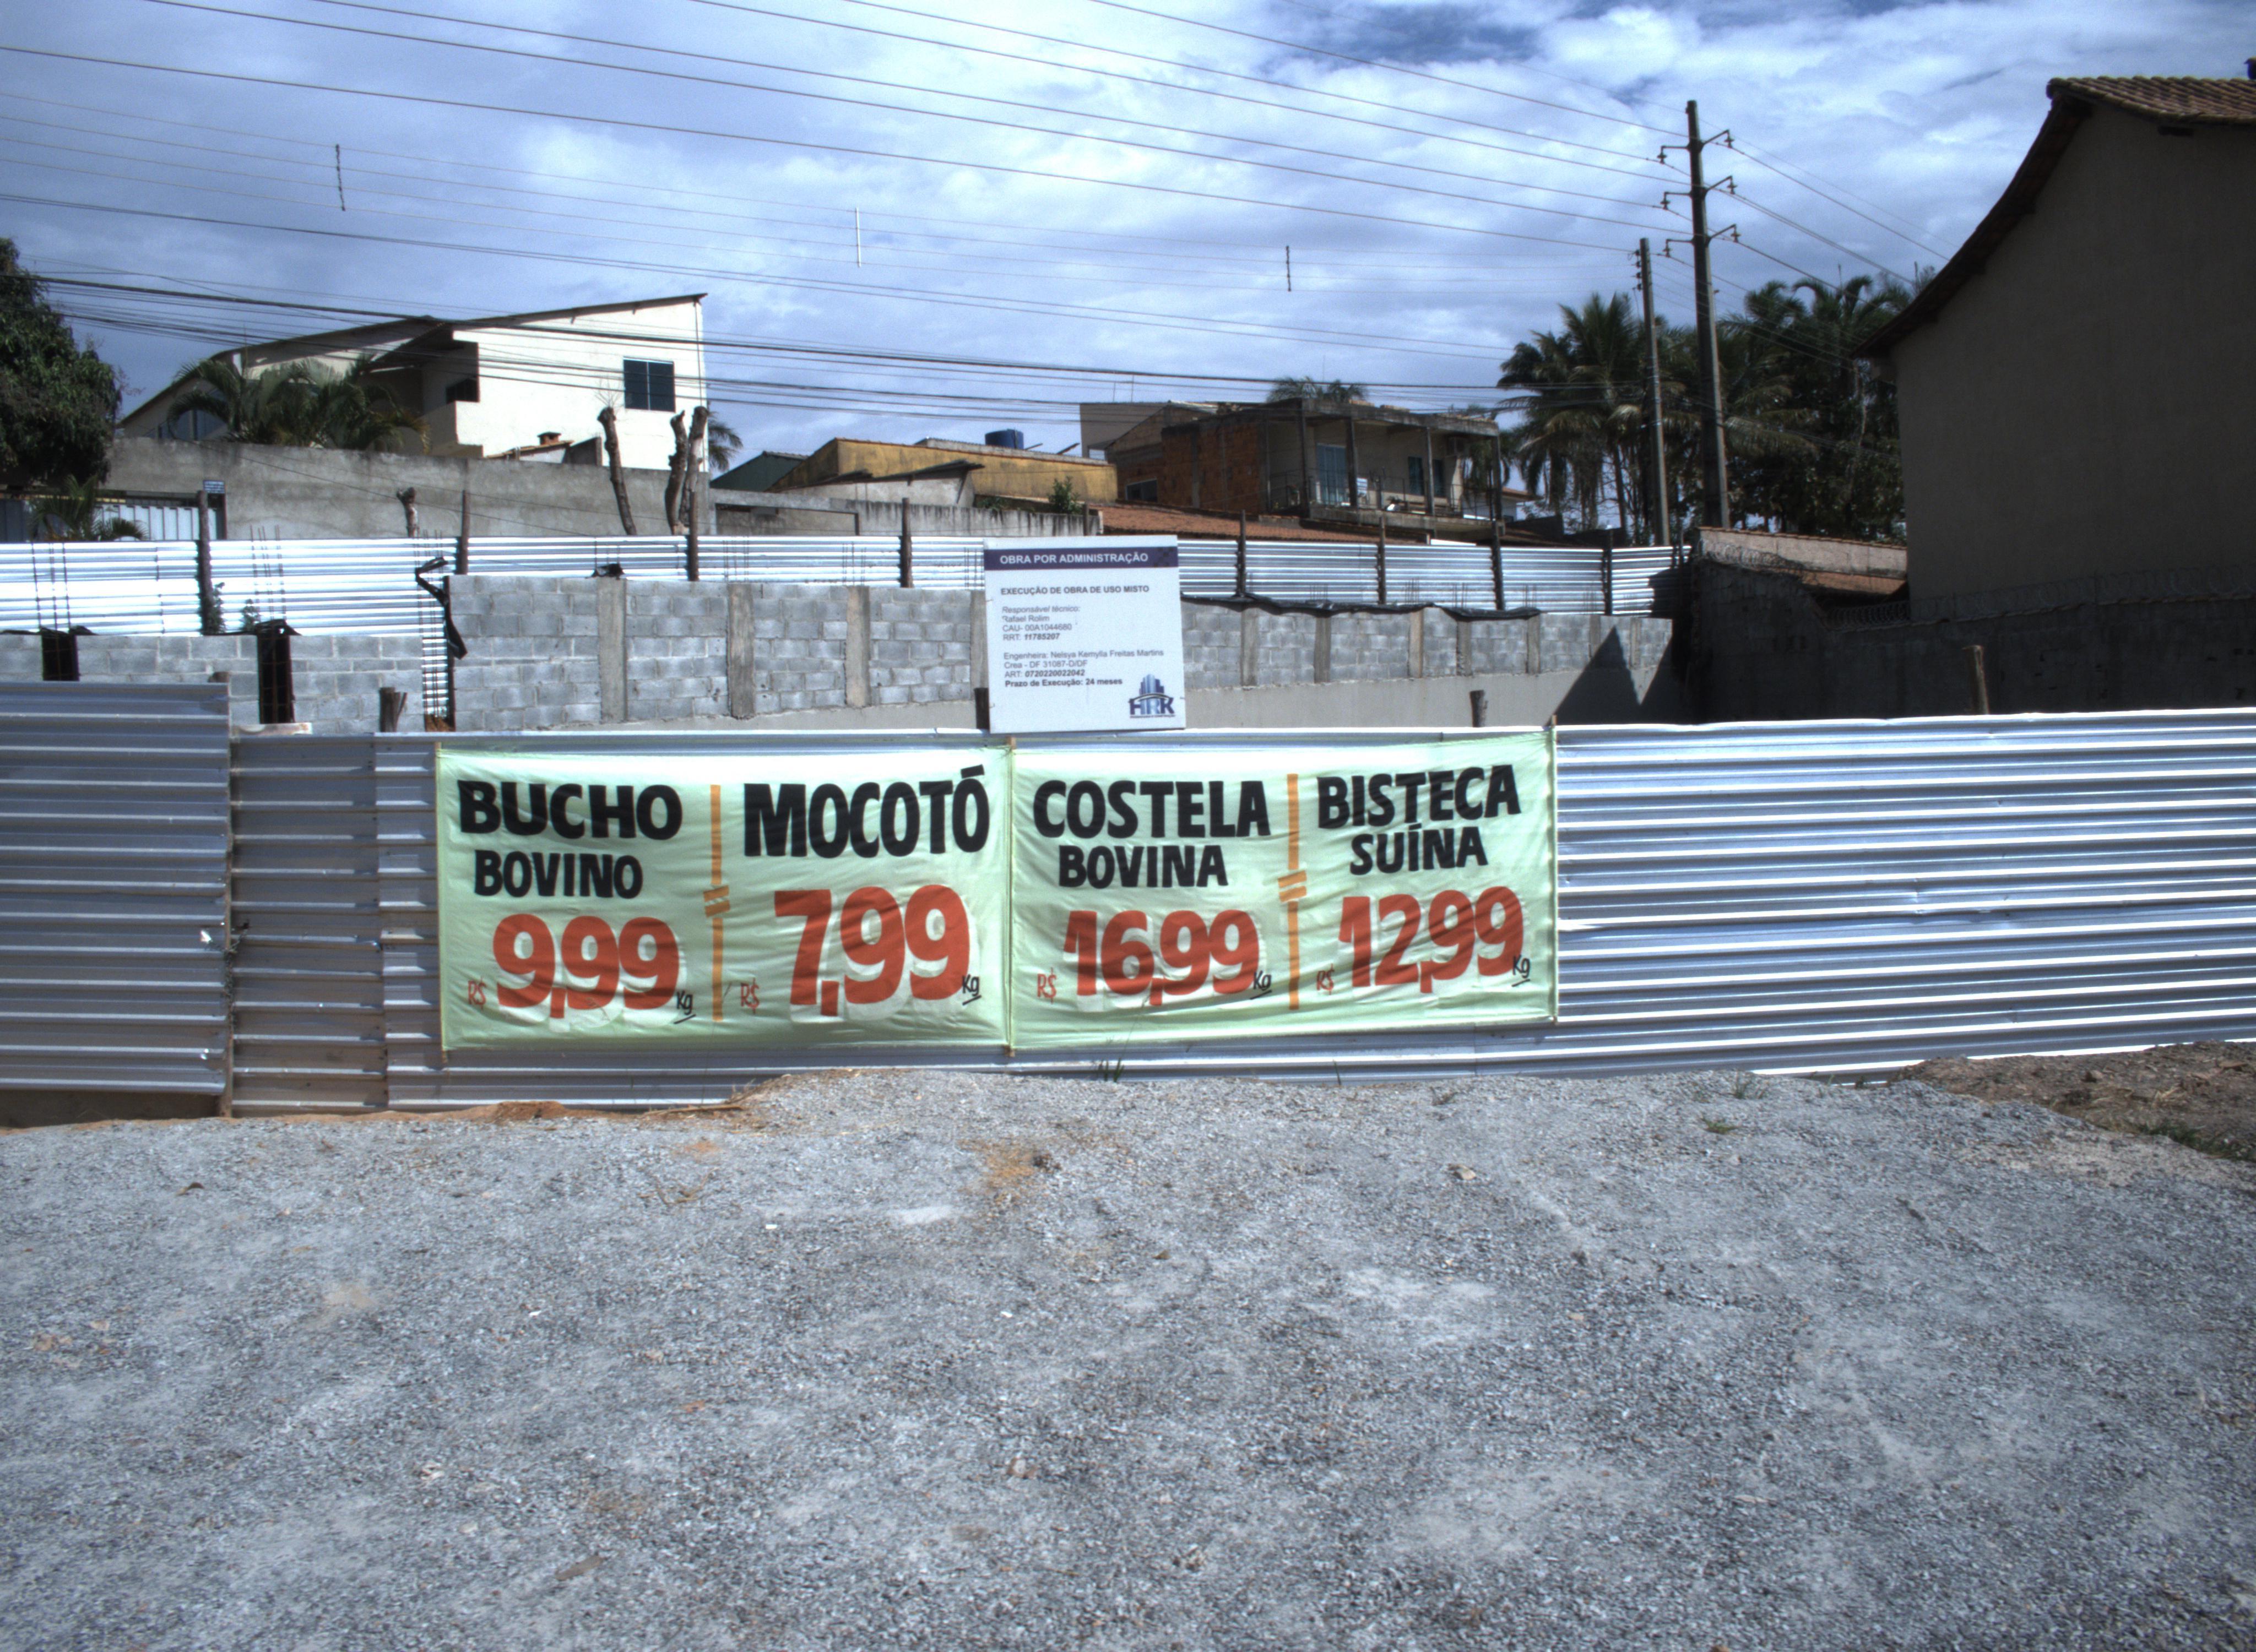 OBRA POR ADMINISTRAÇÃO
EXECUÇÃO DE OBRA DE USO MISTO
Responsável técnico:
Rafael Rolim
CAU- 00A1044680
RRT: 11785207
Engenheira: Nelsya Kemylla Freitas Martins
Crea - DF 31087-D/DF
ART: 0720220022042
Prazo de Execução: 24 meses
HRK
BUCHO
BOVINO
R$ 9,99 Kg
MOCOTÓ
R$ 7,99 Kg
COSTELA
BOVINA
R$ 16,99 Kg
BISTECA
SUÍNA
R$ 12,99 Kg